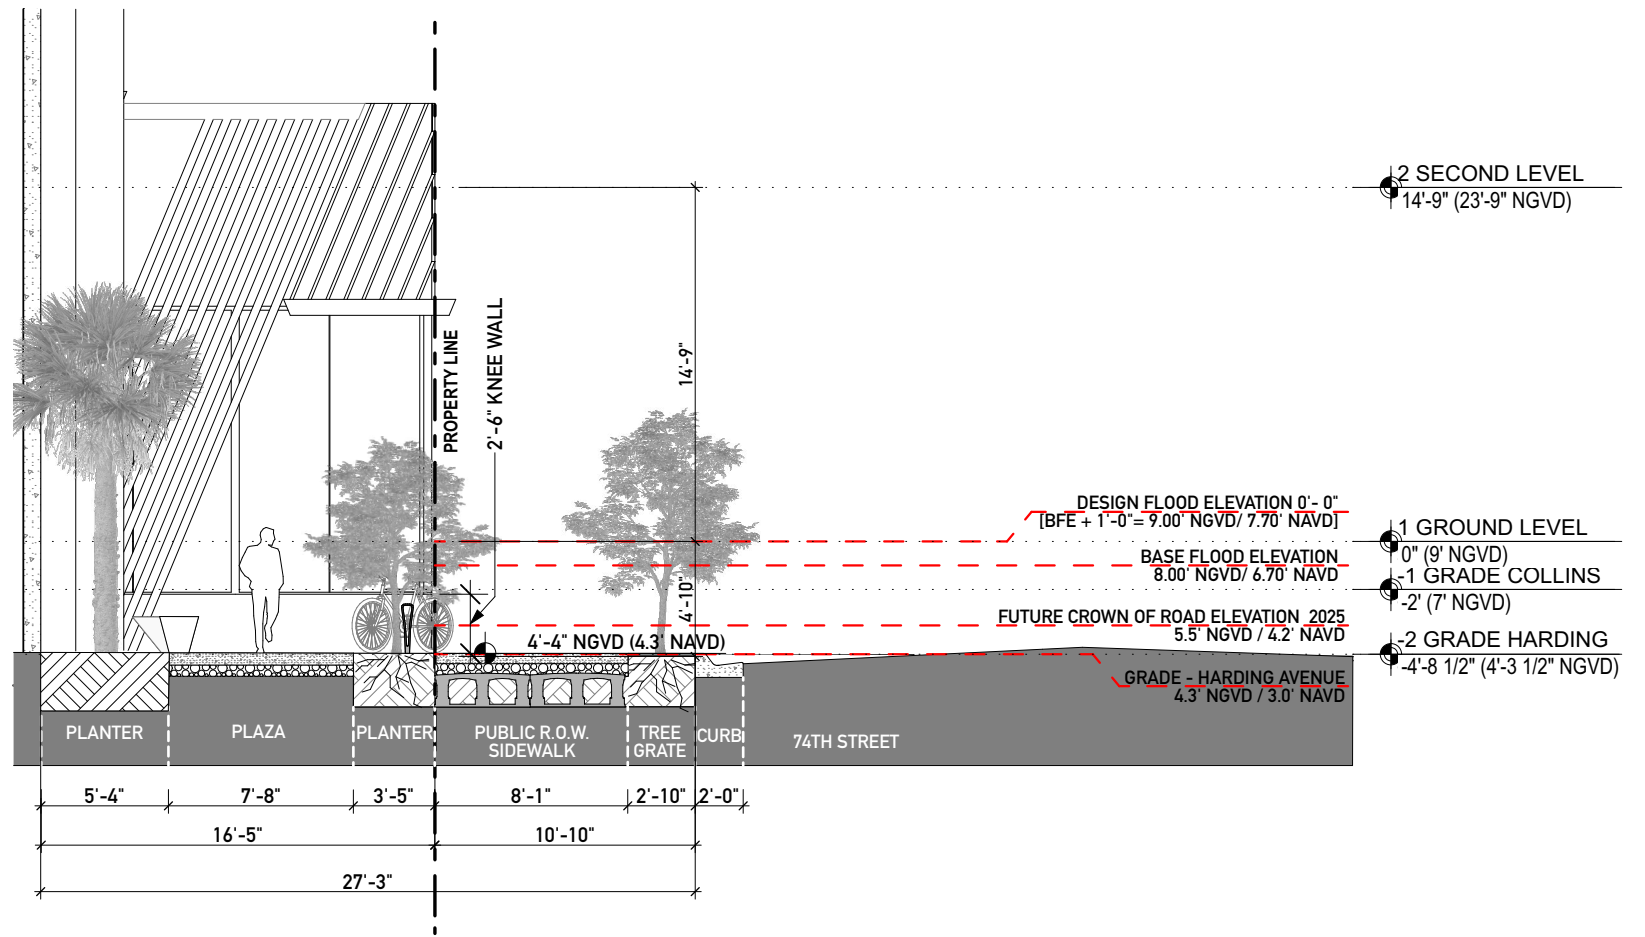 2 SECOND LEVEL
14'-9" (23'-9" NGVD)
PROPERTY LINE
2'-6" KNEE WALL
14'-9"
DESIGN FLOOD ELEVATION 0'- 0"
[BFE + 1'-0"= 9.00' NGVD/ 7.70' NAVD]
1 GROUND LEVEL
0" (9' NGVD)
BASE FLOOD ELEVATION
8.00' NGVD/ 6.70' NAVD
-1 GRADE COLLINS
-2' (7' NGVD)
4'-10"
FUTURE CROWN OF ROAD ELEVATION 2025
5.5' NGVD / 4.2' NAVD
4'-4" NGVD (4.3' NAVD)
-2 GRADE HARDING
-4'-8 1/2" (4'-3 1/2" NGVD)
GRADE - HARDING AVENUE
4.3' NGVD / 3.0' NAVD
PLANTER
PLAZA
PLANTER
PUBLIC R.O.W.
SIDEWALK
TREE
GRATE
CURB
74TH STREET
5'-4"
7'-8"
3'-5"
8'-1"
2'-10"
2'-0"
16'-5"
10'-10"
27'-3"